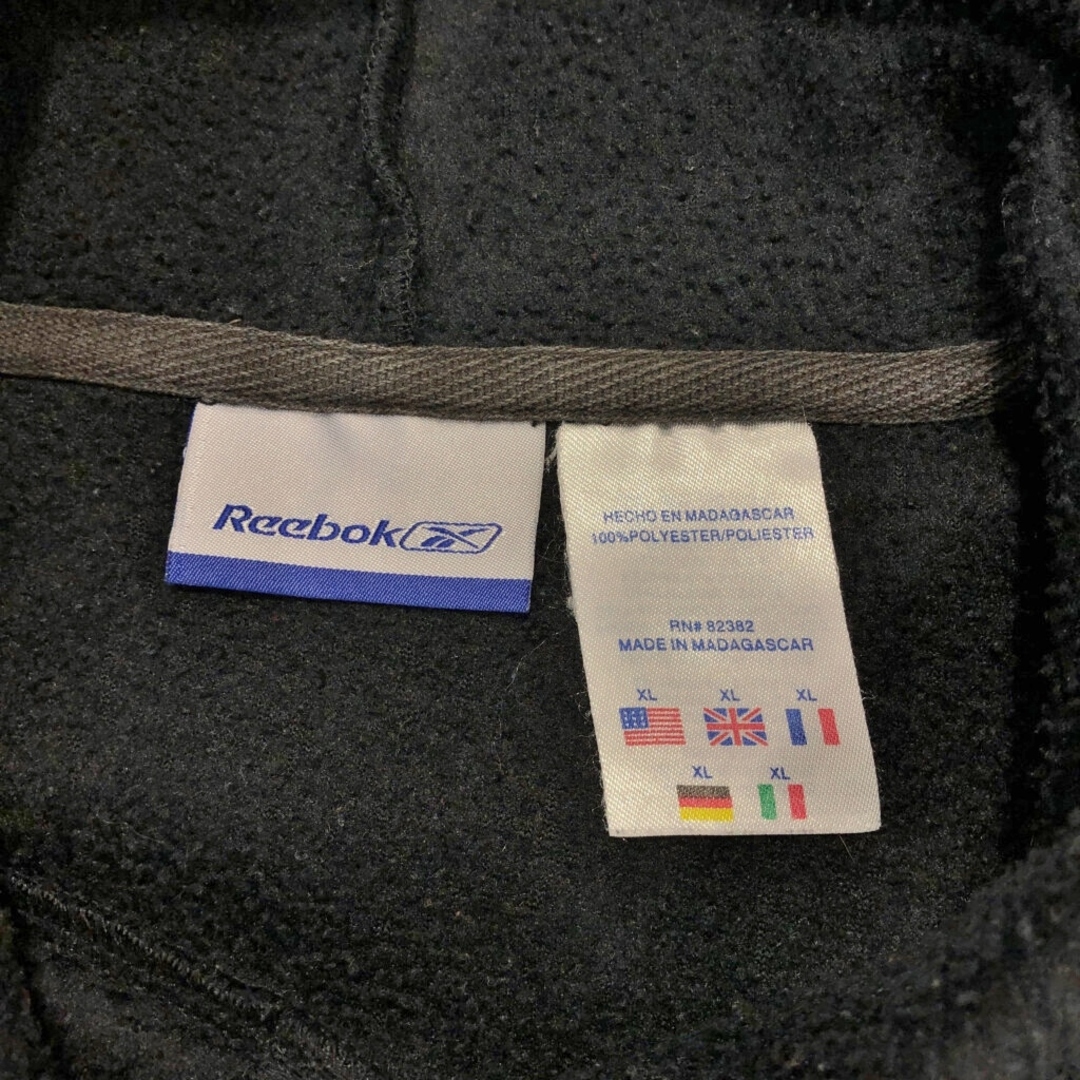 Reebok
HECHO EN MADAGASCAR
100%POLYESTER/POLIESTER
RN# 82382
MADE IN MADAGASCAR
XL XL XL
XL XL